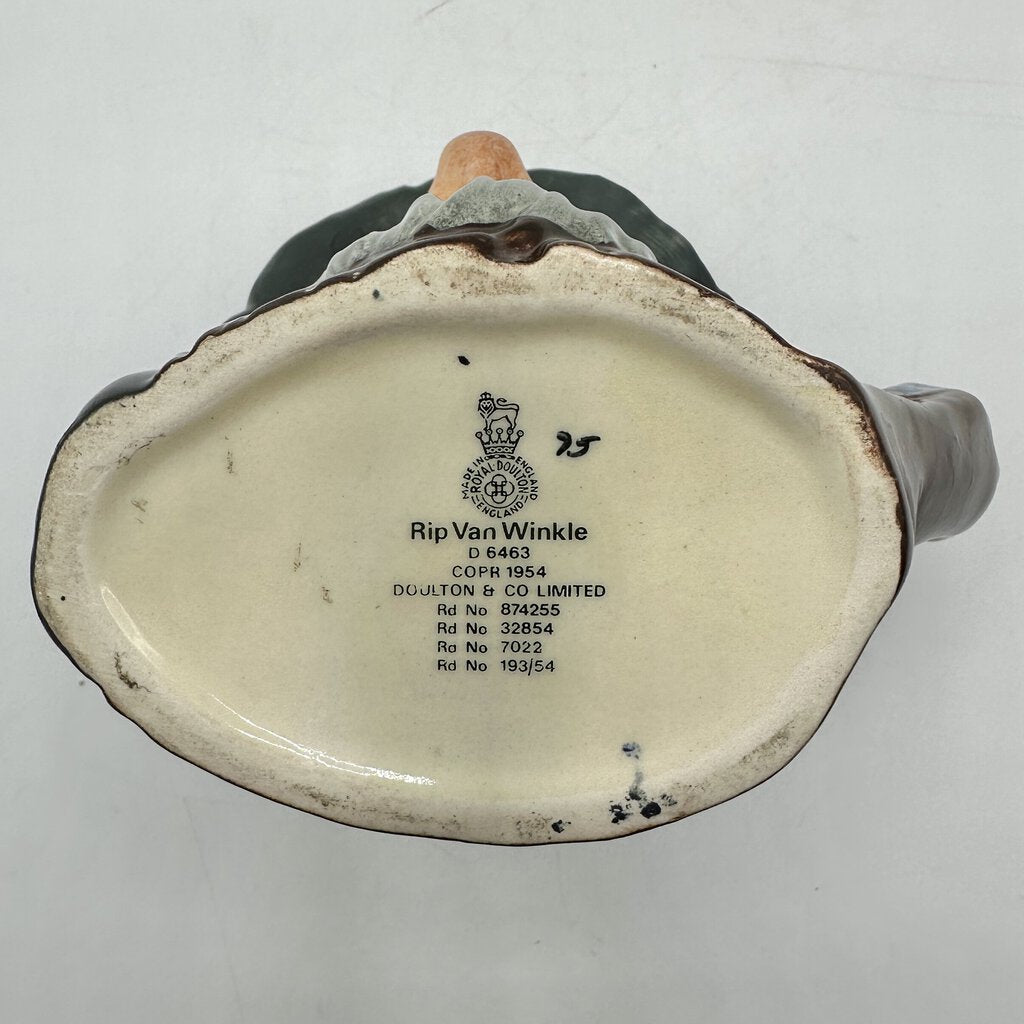 MADE IN ENGLAND
ROYAL DOULTON
ENGLAND
Rip Van Winkle
D 6463
COPR 1954
DOULTON & CO LIMITED
Rd No 874255
Rd No 32854
Rd No 7022
Rd No 193/54